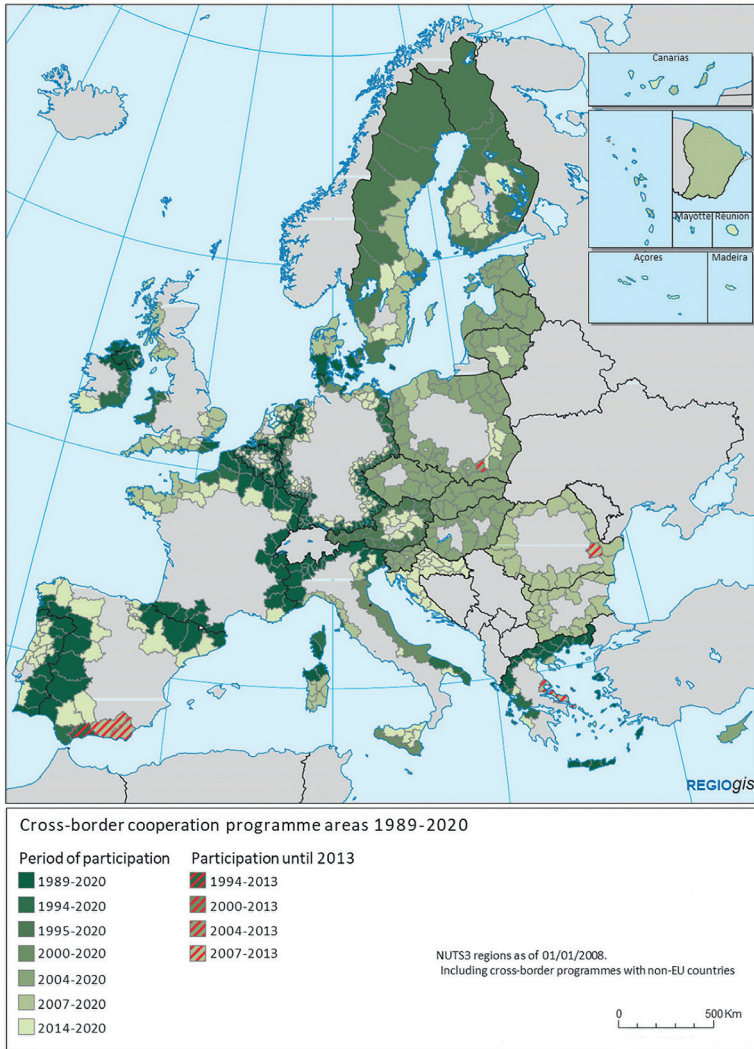 Canarias
Mayotte
Reunion
Açores
Madeira
REGIOgis
Cross-border cooperation programme areas 1989-2020
Period of participation
1989-2020
1994-2020
1995-2020
2000-2020
2004-2020
2007-2020
2014-2020
Participation until 2013
1994-2013
2000-2013
2004-2013
2007-2013
NUTS3 regions as of 01/01/2008.
Including cross-border programmes with non-EU countries
0 500 Km